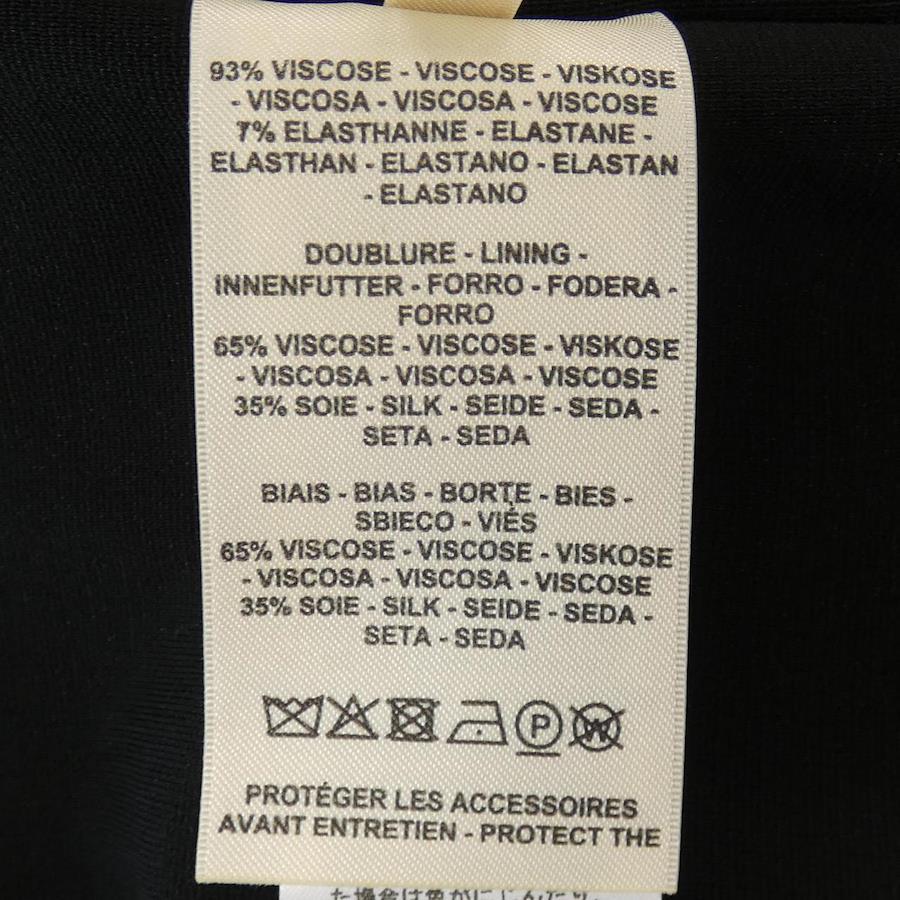 93% VISCOSE - VISCOSE - VISKOSE
- VISCOSA - VISCOSA - VISCOSE
7% ELASTHANNE - ELASTANE -
ELASTHAN - ELASTANO - ELASTAN
- ELASTANO
DOUBLURE - LINING -
INNENFUTTER - FORRO - FODERA -
FORRO
65% VISCOSE - VISCOSE - VISKOSE
- VISCOSA - VISCOSA - VISCOSE
35% SOIE - SILK - SEIDE - SEDA -
SETA - SEDA
BIAIS - BIAS - BORTE - BIES -
SBIECO - VIÉS
65% VISCOSE - VISCOSE - VISKOSE
- VISCOSA - VISCOSA - VISCOSE
35% SOIE - SILK - SEIDE - SEDA -
SETA - SEDA
P W
PROTÉGER LES ACCESSOIRES
AVANT ENTRETIEN - PROTECT THE